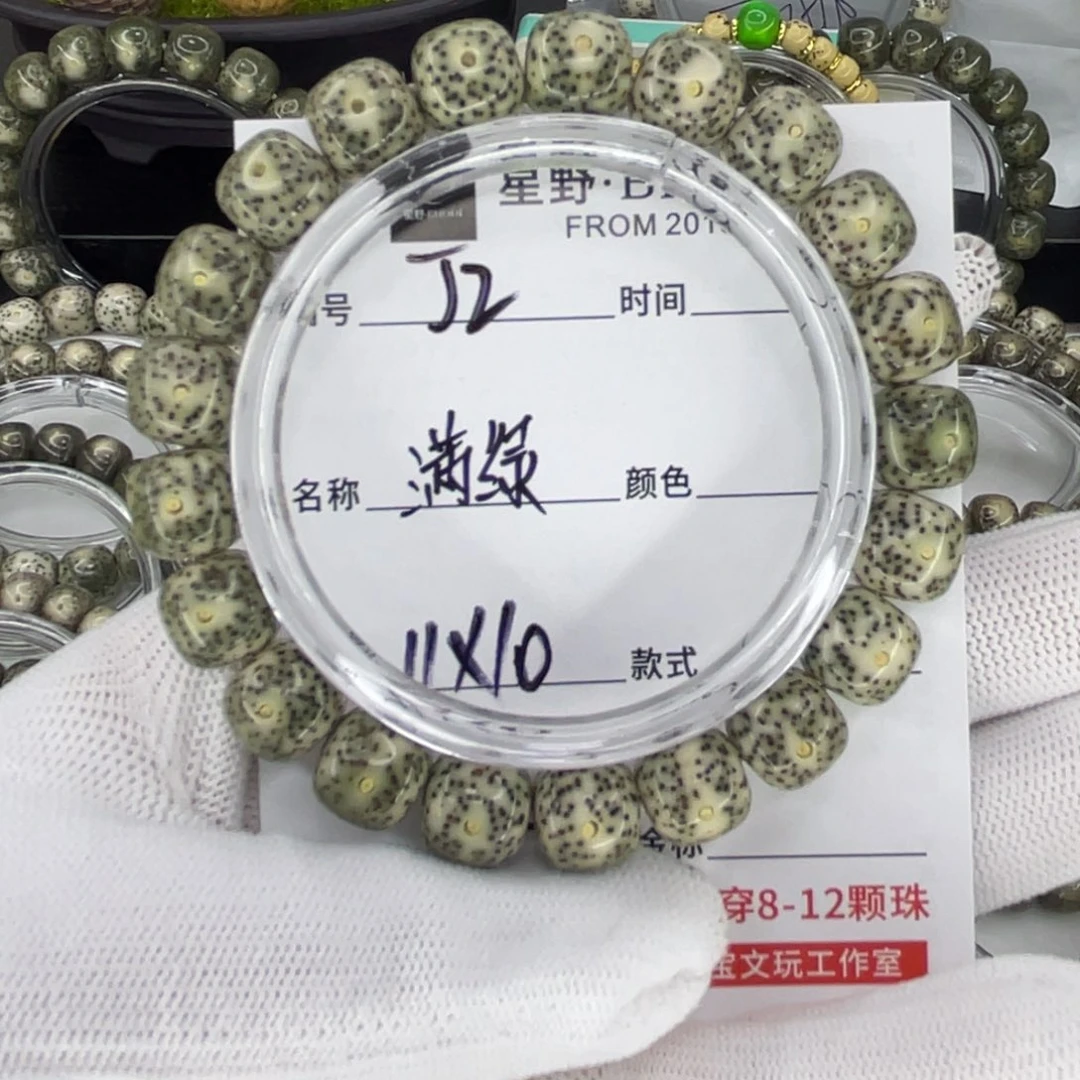 星野
FROM 201
号 J2 时间
名称 满绿 颜色
11X10 款式
名称
穿8-12颗珠
宝文玩工作室